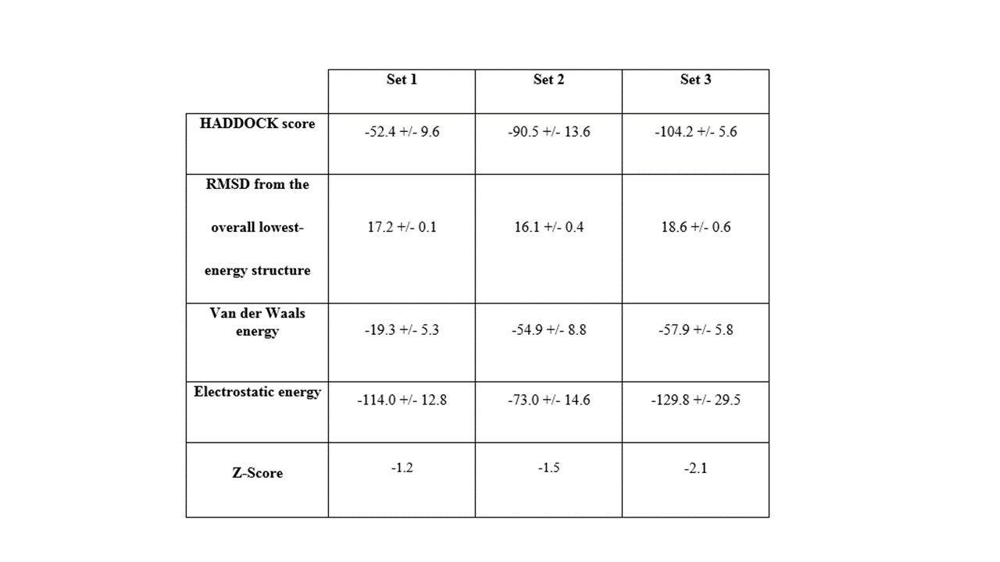 Set 1 Set 2 Set 3
HADDOCK score -52.4 +/- 9.6 -90.5 +/- 13.6 -104.2 +/- 5.6
RMSD from the
overall lowest- 17.2 +/- 0.1 16.1 +/- 0.4 18.6 +/- 0.6
energy structure
Van der Waals
energy -19.3 +/- 5.3 -54.9 +/- 8.8 -57.9 +/- 5.8
Electrostatic energy -114.0 +/- 12.8 -73.0 +/- 14.6 -129.8 +/- 29.5
Z-Score -1.2 -1.5 -2.1